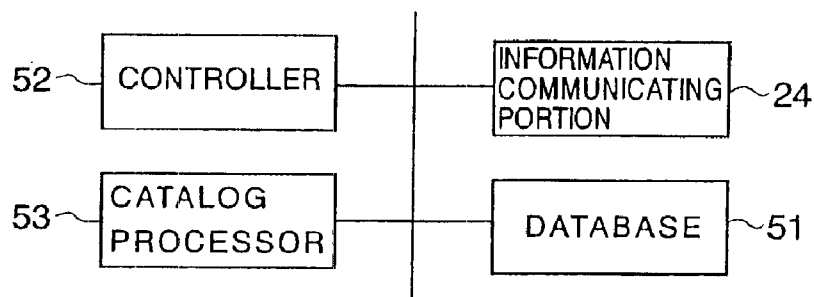 52 CONTROLLER
INFORMATION
COMMUNICATING
PORTION
24
53 CATALOG
PROCESSOR
DATABASE 51